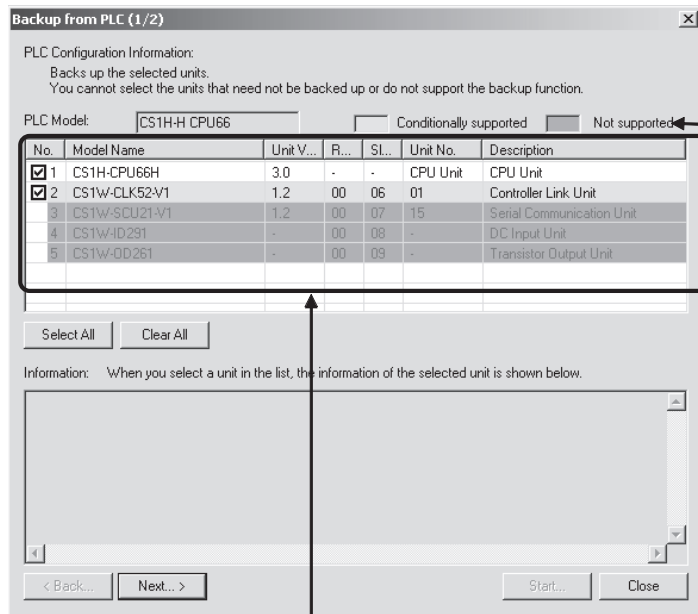 Backup from PLC (1/2)
PLC Configuration Information:
Backs up the selected units.
You cannot select the units that need not be backed up or do not support the backup function.
PLC Model: CS1H-H CPU66 Conditionally supported Not supported
No. Model Name Unit V... R... Sl... Unit No. Description
1 CS1H-CPU66H 3.0 - - CPU Unit CPU Unit
2 CS1W-CLK52-V1 1.2 00 06 01 Controller Link Unit
3 CS1W-SCU21-V1 1.2 00 07 15 Serial Communication Unit
4 CS1W-ID291 - 00 08 - DC Input Unit
5 CS1W-OD261 - 00 09 - Transistor Output Unit
Select All Clear All
Information: When you select a unit in the list, the information of the selected unit is shown below.
< Back... Next... > Start... Close